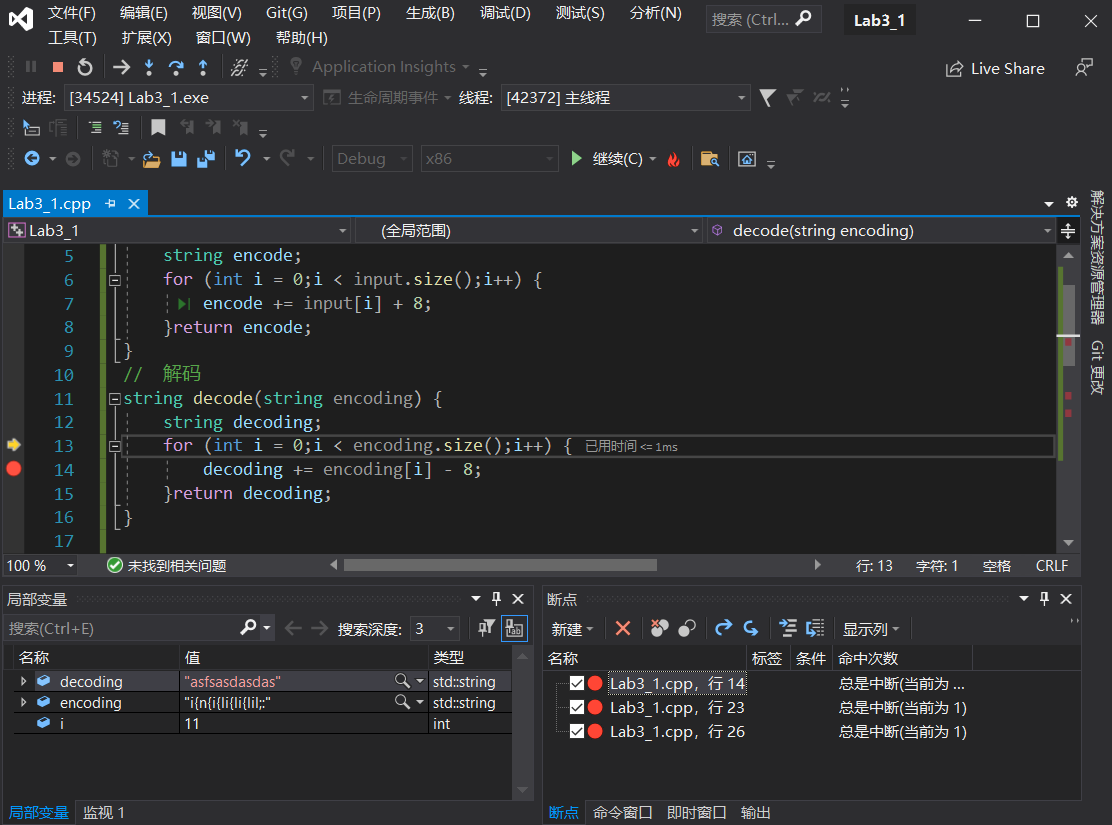 文件(F) 编辑(E) 视图(V) Git(G) 项目(P) 生成(B) 调试(D) 测试(S) 分析(N) 搜索 (Ctrl... Lab3_1
工具(T) 扩展(X) 窗口(W) 帮助(H)
Application Insights Live Share
进程: [34524] Lab3_1.exe 生命周期事件 线程: [42372] 主线程
Debug x86 继续(C)
Lab3_1.cpp
Lab3_1 (全局范围) decode(string encoding)
5 string encode;
6 for (int i = 0;i < input.size();i++) {
7 encode += input[i] + 8;
8 }return encode;
9 }
10 // 解码
11 string decode(string encoding) {
12 string decoding;
13 for (int i = 0;i < encoding.size();i++) { 已用时间 <= 1ms
14 decoding += encoding[i] - 8;
15 }return decoding;
16 }
17
100 % 未找到相关问题 行: 13 字符: 1 空格 CRLF
解决方案资源管理器
Git 更改
局部变量
搜索(Ctrl+E) 搜索深度: 3
名称 值 类型
decoding "asfsasdasdas" std::string
encoding "i{n{i{li{li{lil;:" std::string
i 11 int
局部变量 监视 1
断点
新建 显示列
名称 标签 条件 命中次数
Lab3_1.cpp，行 14 总是中断(当前为 ...
Lab3_1.cpp，行 23 总是中断(当前为 1)
Lab3_1.cpp，行 26 总是中断(当前为 1)
断点 命令窗口 即时窗口 输出